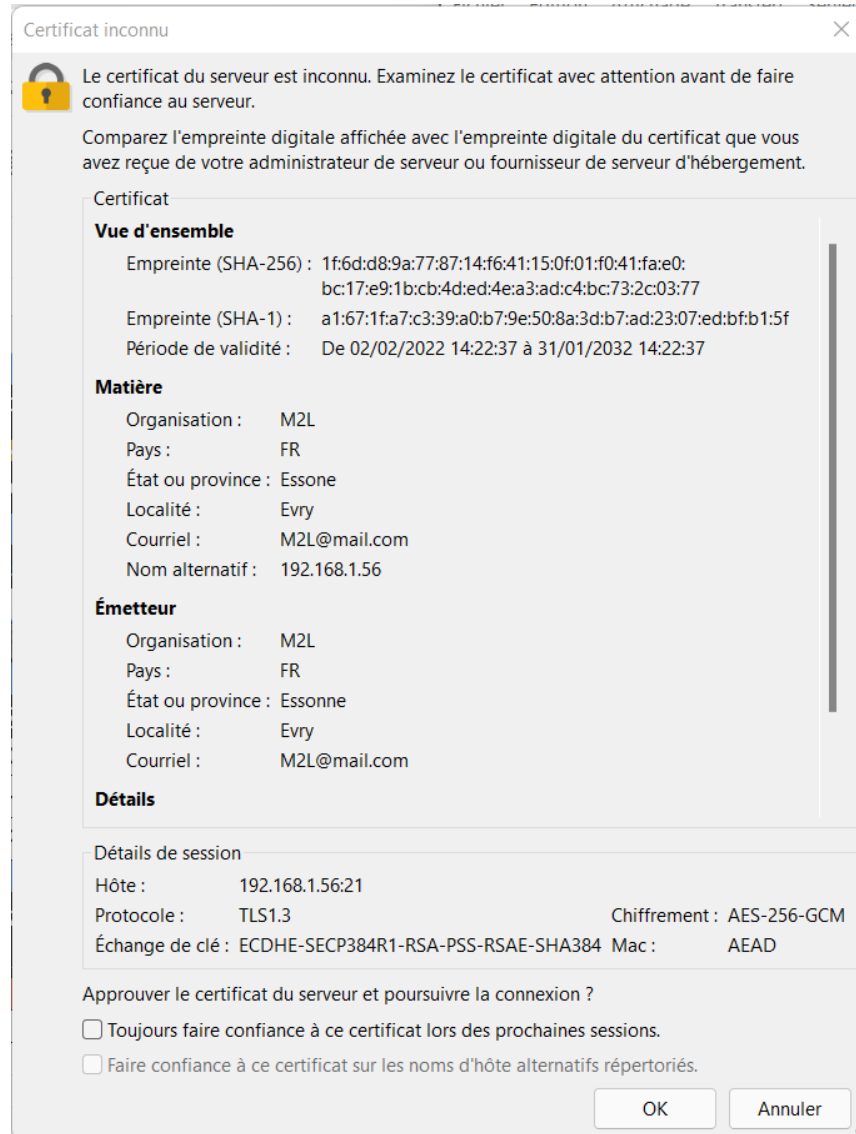 Certificat inconnu
Le certificat du serveur est inconnu. Examinez le certificat avec attention avant de faire
confiance au serveur.
Comparez l'empreinte digitale affichée avec l'empreinte digitale du certificat que vous
avez reçue de votre administrateur de serveur ou fournisseur de serveur d'hébergement.
Certificat
Vue d'ensemble
Empreinte (SHA-256) : 1f:6d:d8:9a:77:87:14:f6:41:15:0f:01:f0:41:fa:e0:
bc:17:e9:1b:cb:4d:ed:4e:a3:ad:c4:bc:73:2c:03:77
Empreinte (SHA-1) : a1:67:1f:a7:c3:39:a0:b7:9e:50:8a:3d:b7:ad:23:07:ed:bf:b1:5f
Période de validité : De 02/02/2022 14:22:37 à 31/01/2032 14:22:37
Matière
Organisation : M2L
Pays : FR
État ou province : Essone
Localité : Evry
Courriel : M2L@mail.com
Nom alternatif : 192.168.1.56
Émetteur
Organisation : M2L
Pays : FR
État ou province : Essonne
Localité : Evry
Courriel : M2L@mail.com
Détails
Détails de session
Hôte : 192.168.1.56:21
Protocole : TLS1.3 Chiffrement : AES-256-GCM
Échange de clé : ECDHE-SECP384R1-RSA-PSS-RSAE-SHA384 Mac : AEAD
Approuver le certificat du serveur et poursuivre la connexion ?
Toujours faire confiance à ce certificat lors des prochaines sessions.
Faire confiance à ce certificat sur les noms d'hôte alternatifs répertoriés.
OK Annuler